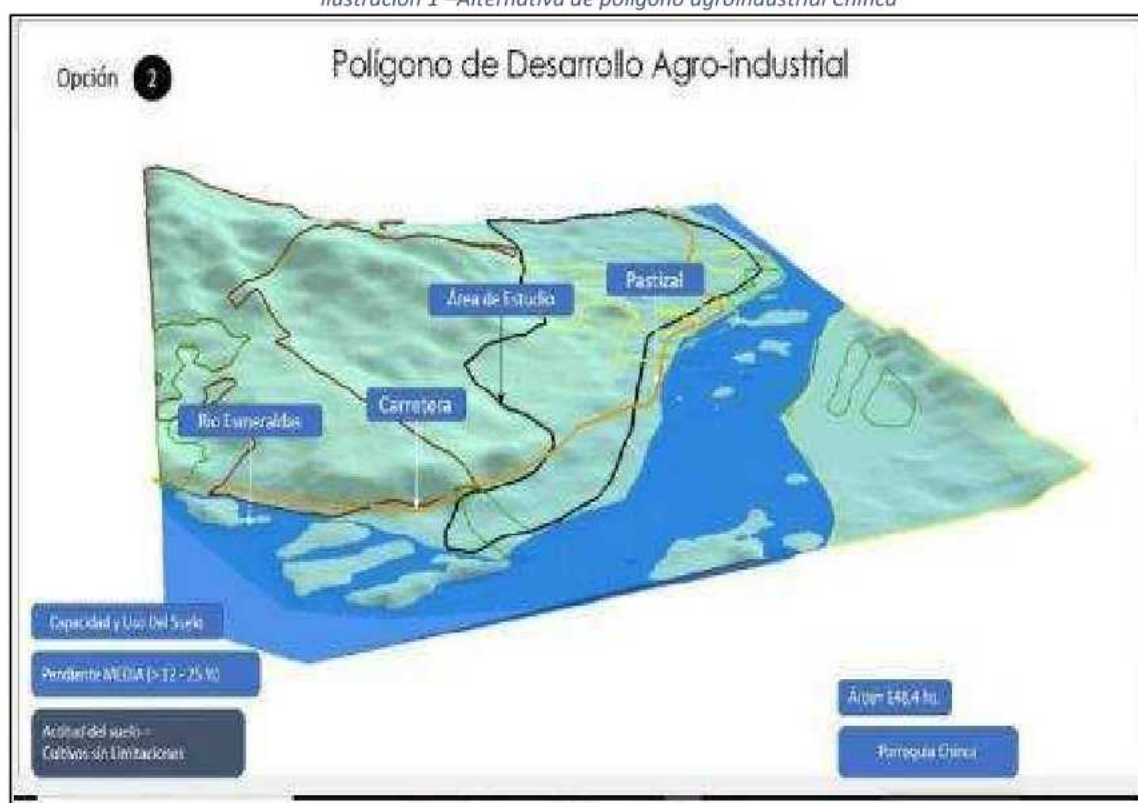 Ilustración 1 –Alternativa de polígono agroindustrial Chinca
Opción 2
Polígono de Desarrollo Agro-industrial
Pastizal
Área de Estudio
Carretera
Rio Esmeraldas
Capacidad y Uso Del Suelo
Pendiente MEDIA (> 12 - 25 %)
Actitud del suelo =
Cultivos sin Limitaciones
Área= 148,4 ha.
Parroquia Chinca